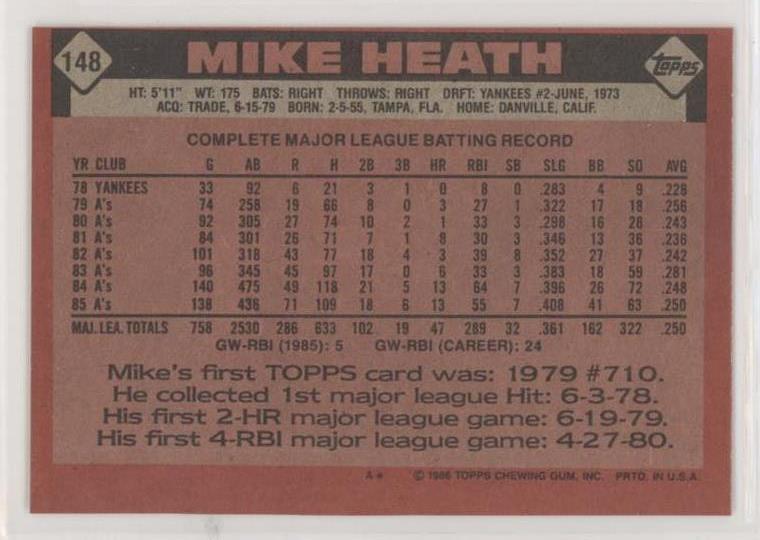 148 MIKE HEATH topps
HT: 5'11" WT: 175 BATS: RIGHT THROWS: RIGHT DRFT: YANKEES #2-JUNE, 1973
ACQ: TRADE, 6-15-79 BORN: 2-5-55, TAMPA, FLA. HOME: DANVILLE, CALIF.
COMPLETE MAJOR LEAGUE BATTING RECORD
YR CLUB G AB R H 2B 3B HR RBI SB SLG BB SO AVG
78 YANKEES 33 92 6 21 3 1 0 8 0 .283 4 9 .228
79 A's 74 258 19 66 8 0 3 27 1 .322 17 18 .256
80 A's 92 305 27 74 10 2 1 33 3 .298 16 28 .243
81 A's 84 301 26 71 7 1 8 30 3 .346 13 36 .236
82 A's 101 318 43 77 18 4 3 39 8 .352 27 37 .242
83 A's 96 345 45 97 17 0 6 33 3 .383 18 59 .281
84 A's 140 475 49 118 21 5 13 64 7 .396 26 72 .248
85 A's 138 436 71 109 18 6 13 55 7 .408 41 63 .250
MAJ. LEA. TOTALS 758 2530 286 633 102 19 47 289 32 .361 162 322 .250
GW-RBI (1985): 5 GW-RBI (CAREER): 24
Mike's first TOPPS card was: 1979 #710.
He collected 1st major league Hit: 6-3-78.
His first 2-HR major league game: 6-19-79.
His first 4-RBI major league game: 4-27-80.
A* © 1986 TOPPS CHEWING GUM, INC. PRTD. IN U.S.A.